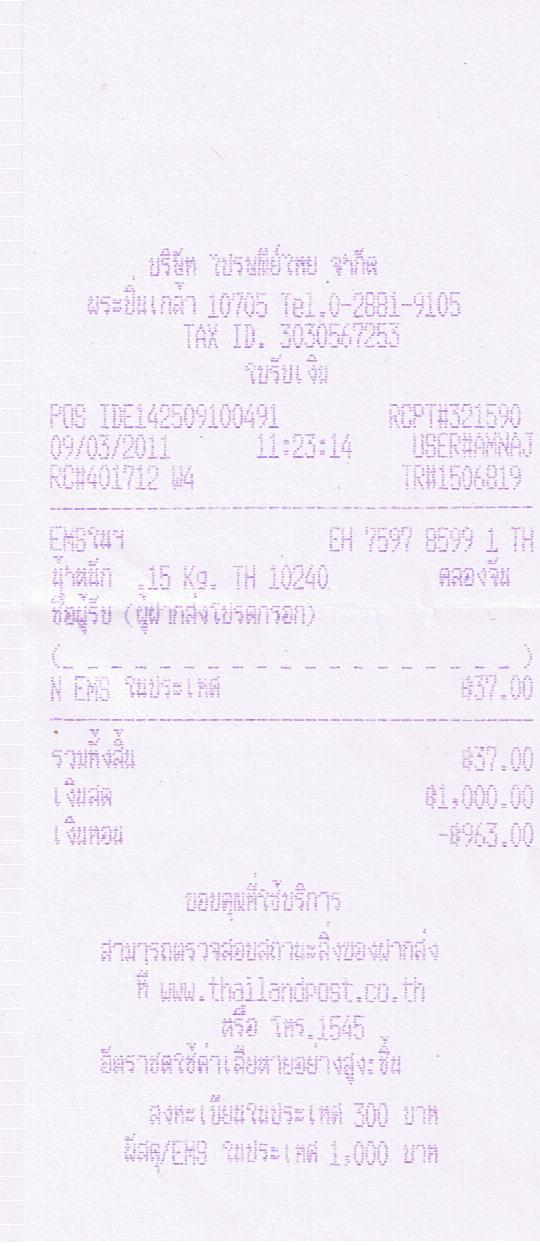 บริษัท ไปรษณีย์ไทย จำกัด
พระปิ่นเกล้า 10705 Tel.0-2881-9105
TAX ID. 3030567253
ใบรับเงิน
POS IDE142509100491 RCPT#321590
09/03/2011 11:23:14 USER#AMNAJ
RC#401712 W4 TR#1506819
EMSในฯ EH 7597 8599 1 TH
น้ำหนัก .15 Kg. TH 10240 คลองจั่น
ชื่อผู้รับ (ผู้ฝากส่งโปรดกรอก)
(_ _ _ _ _ _ _ _ _ _ _ _ _ _ _ _ _)
N EMS ในประเทศ ฿37.00
รวมทั้งสิ้น ฿37.00
เงินสด ฿1,000.00
เงินทอน -฿963.00
ขอบคุณที่ใช้บริการ
สามารถตรวจสอบสถานะสิ่งของฝากส่ง
ที่ www.thailandpost.co.th
หรือ โทร.1545
อัตราชดใช้ค่าเสียหายอย่างสูง:ชิ้น
ลงทะเบียนในประเทศ 300 บาท
พัสดุ/EMS ในประเทศ 1,000 บาท